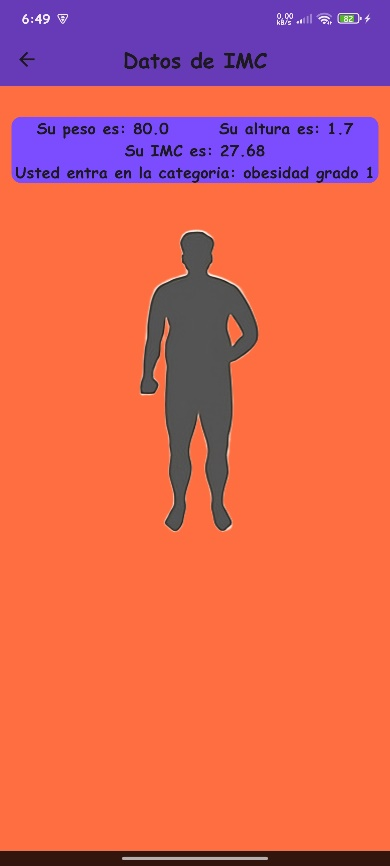 6:49 0,00 kB/s 82
Datos de IMC
Su peso es: 80.0 Su altura es: 1.7
Su IMC es: 27.68
Usted entra en la categoria: obesidad grado 1